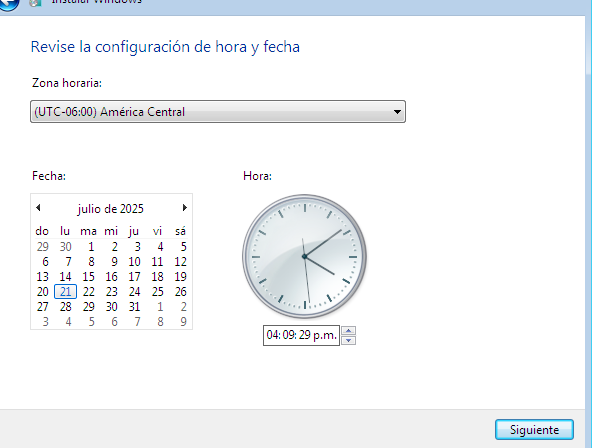 Instalar Windows
Revise la configuración de hora y fecha
Zona horaria:
(UTC-06:00) América Central
Fecha:
Hora:
julio de 2025
do lu ma mi ju vi sá
29 30 1 2 3 4 5
6 7 8 9 10 11 12
13 14 15 16 17 18 19
20 21 22 23 24 25 26
27 28 29 30 31 1 2
3 4 5 6 7 8 9
04:09:29 p.m.
Siguiente